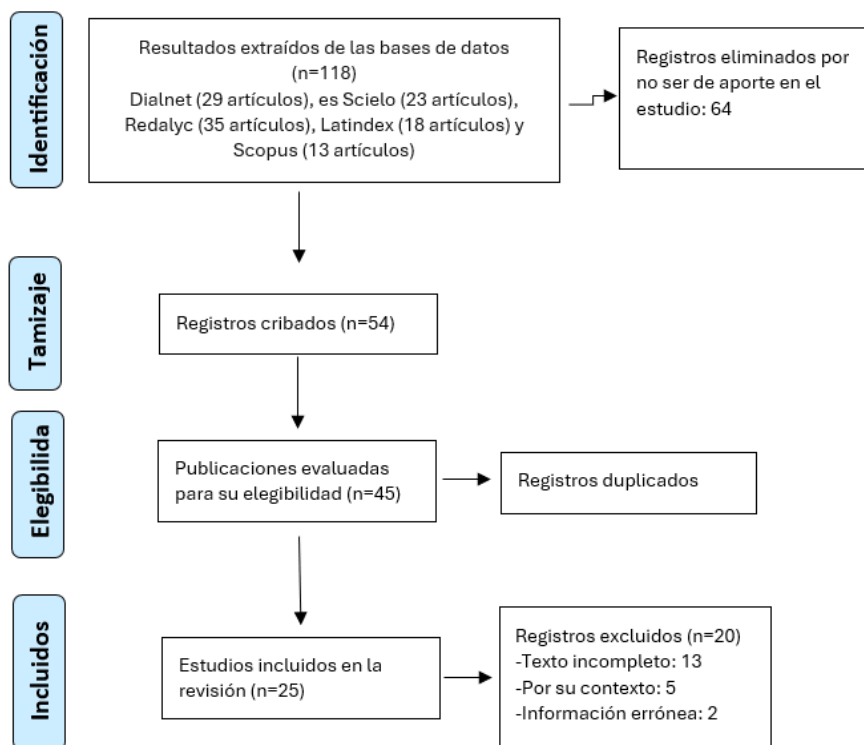 Identificación
Resultados extraídos de las bases de datos
(n=118)
Dialnet (29 artículos), es Scielo (23 artículos),
Redalyc (35 artículos), Latindex (18 artículos) y
Scopus (13 artículos)
Registros eliminados por
no ser de aporte en el
estudio: 64
Tamizaje
Registros cribados (n=54)
Elegibilida
Publicaciones evaluadas
para su elegibilidad (n=45)
Registros duplicados
Incluidos
Estudios incluidos en la
revisión (n=25)
Registros excluidos (n=20)
-Texto incompleto: 13
-Por su contexto: 5
-Información errónea: 2